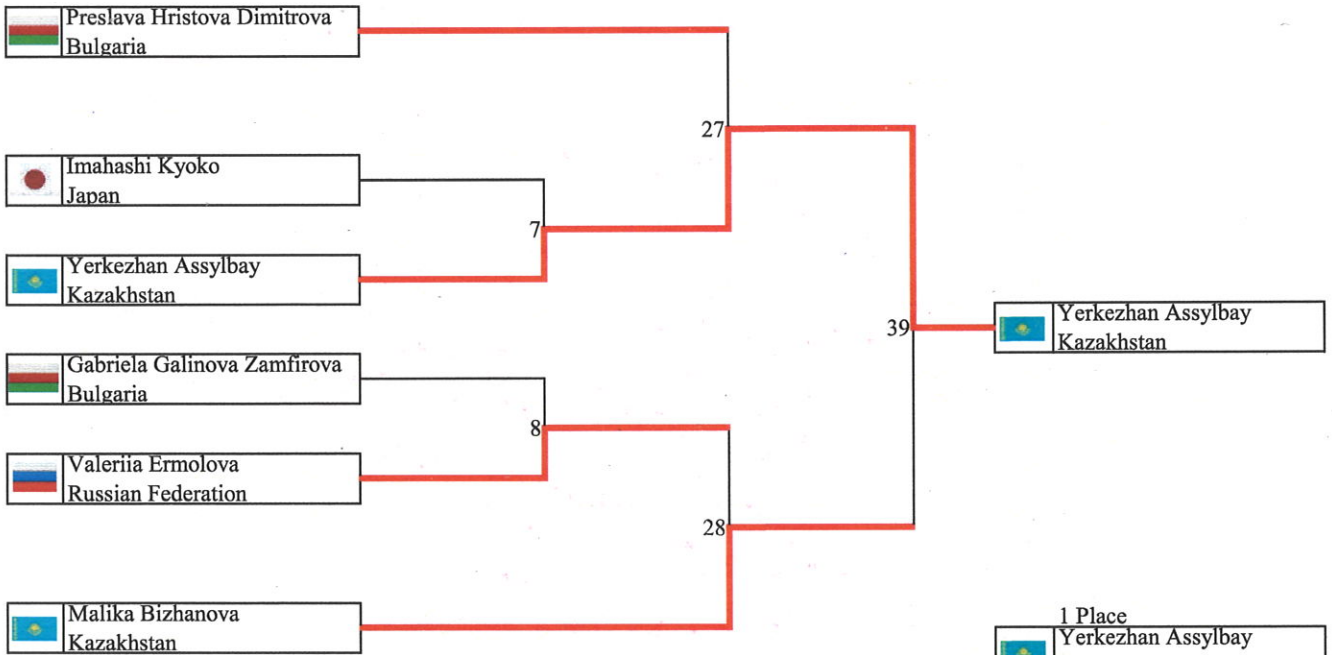 Preslava Hristova Dimitrova
Bulgaria
27
Imahashi Kyoko
Japan
7
Yerkezhan Assylbay
Kazakhstan
39
Yerkezhan Assylbay
Kazakhstan
Gabriela Galinova Zamfirova
Bulgaria
8
Valeriia Ermolova
Russian Federation
28
Malika Bizhanova
Kazakhstan
1 Place
Yerkezhan Assylbay